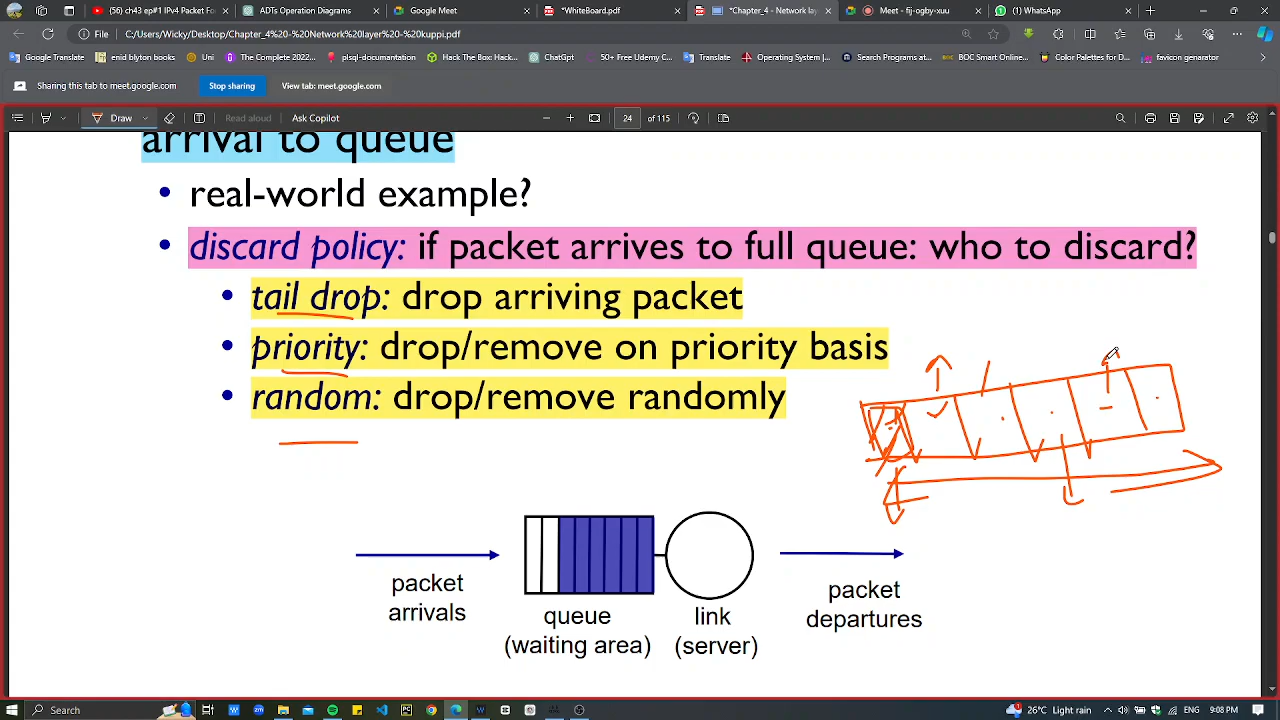 (56) ch43 ep#1 IPv4 Packet Fo
ADTs Operation Diagrams
Google Meet
*WhiteBoard.pdf
*Chapter_4 - Network lay
Meet - fij-ogby-xuu
(1) WhatsApp
File
C:/Users/Wicky/Desktop/Chapter_4%20-%20Network%20layer%20-%20kuppi.pdf
Google Translate
enid blyter books
Uni
The Complete 2022...
plsql-documentation
Hack The Box: Hack...
ChatGPT
50+ Free Udemy C...
Translate
Operating System |...
Search Programs at...
BOC Smart Online...
Color Palettes for D...
favicon generator
Sharing this tab to meet.google.com
Stop sharing
View tab: meet.google.com
Draw
Read aloud
Ask Copilot
24
of 115
arrival to queue
• real-world example?
• discard policy: if packet arrives to full queue: who to discard?
• tail drop: drop arriving packet
• priority: drop/remove on priority basis
• random: drop/remove randomly
packet
arrivals
queue
(waiting area)
link
(server)
packet
departures
Search
26°C Light rain
ENG
9:08 PM